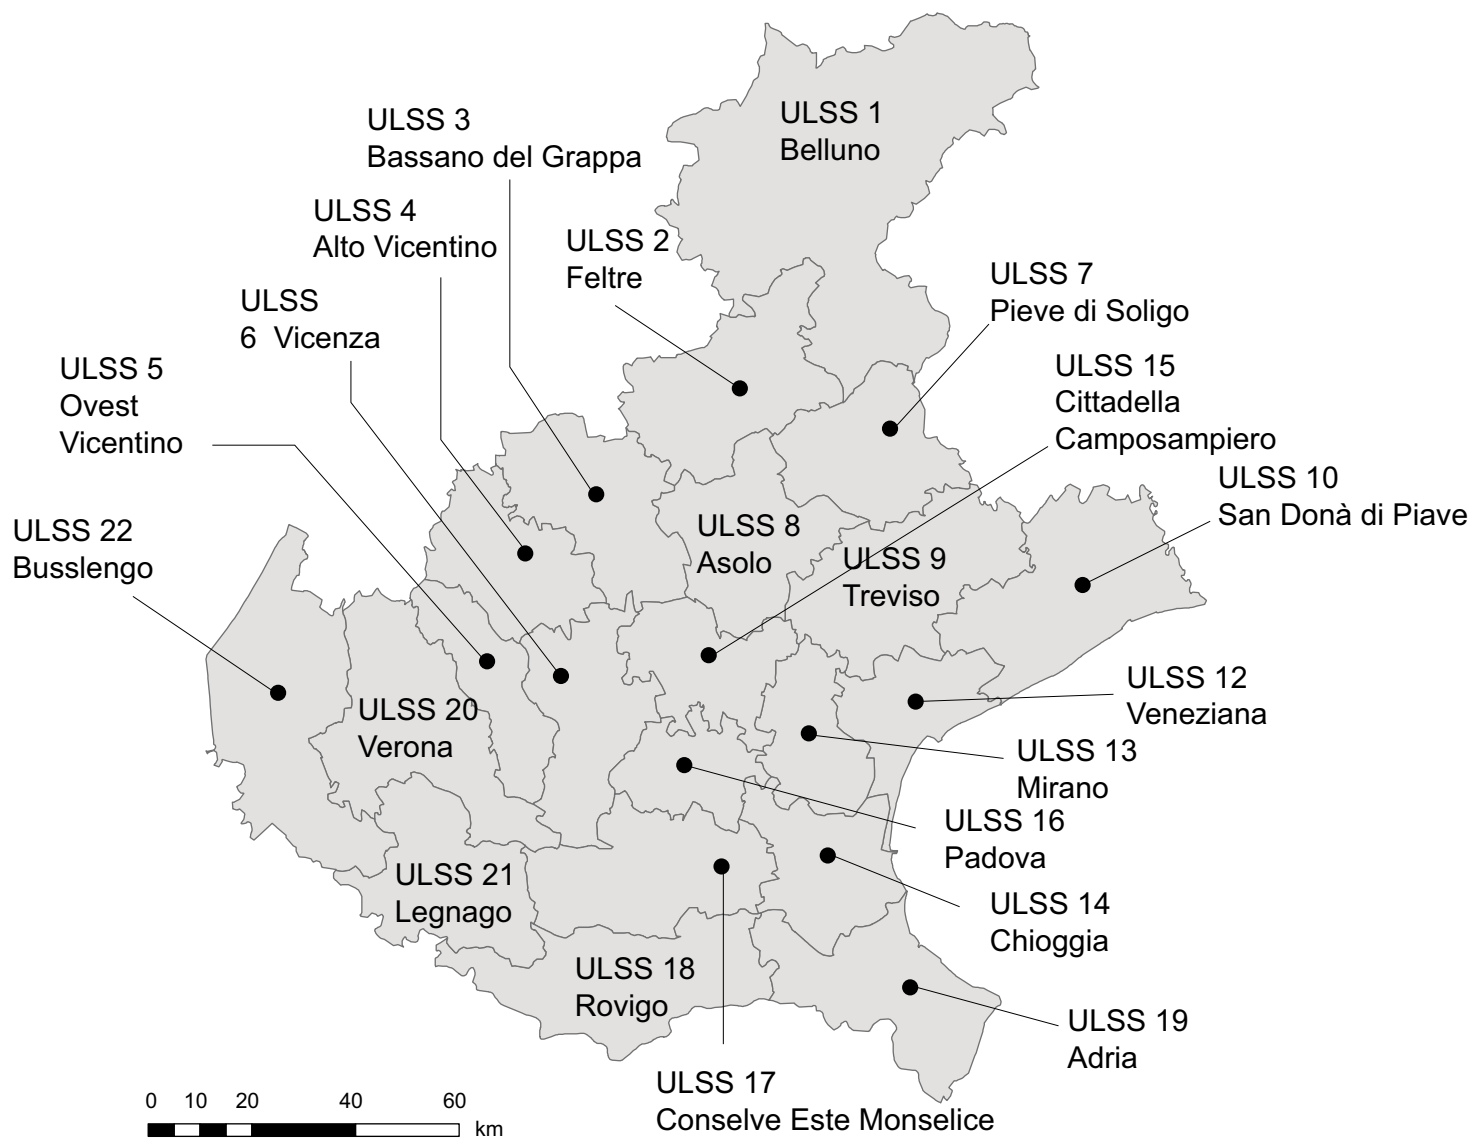 ULSS 1
Belluno
ULSS 3
Bassano del Grappa
ULSS 4
Alto Vicentino
ULSS 2
Feltre
ULSS 7
Pieve di Soligo
ULSS
6 Vicenza
ULSS 5
Ovest
Vicentino
ULSS 15
Cittadella
Camposampiero
ULSS 10
San Donà di Piave
ULSS 22
Busslengo
ULSS 8
Asolo
ULSS 9
Treviso
ULSS 12
Veneziana
ULSS 20
Verona
ULSS 13
Mirano
ULSS 16
Padova
ULSS 21
Legnago
ULSS 14
Chioggia
ULSS 18
Rovigo
ULSS 19
Adria
ULSS 17
Conselve Este Monselice
0 10 20 40 60
km